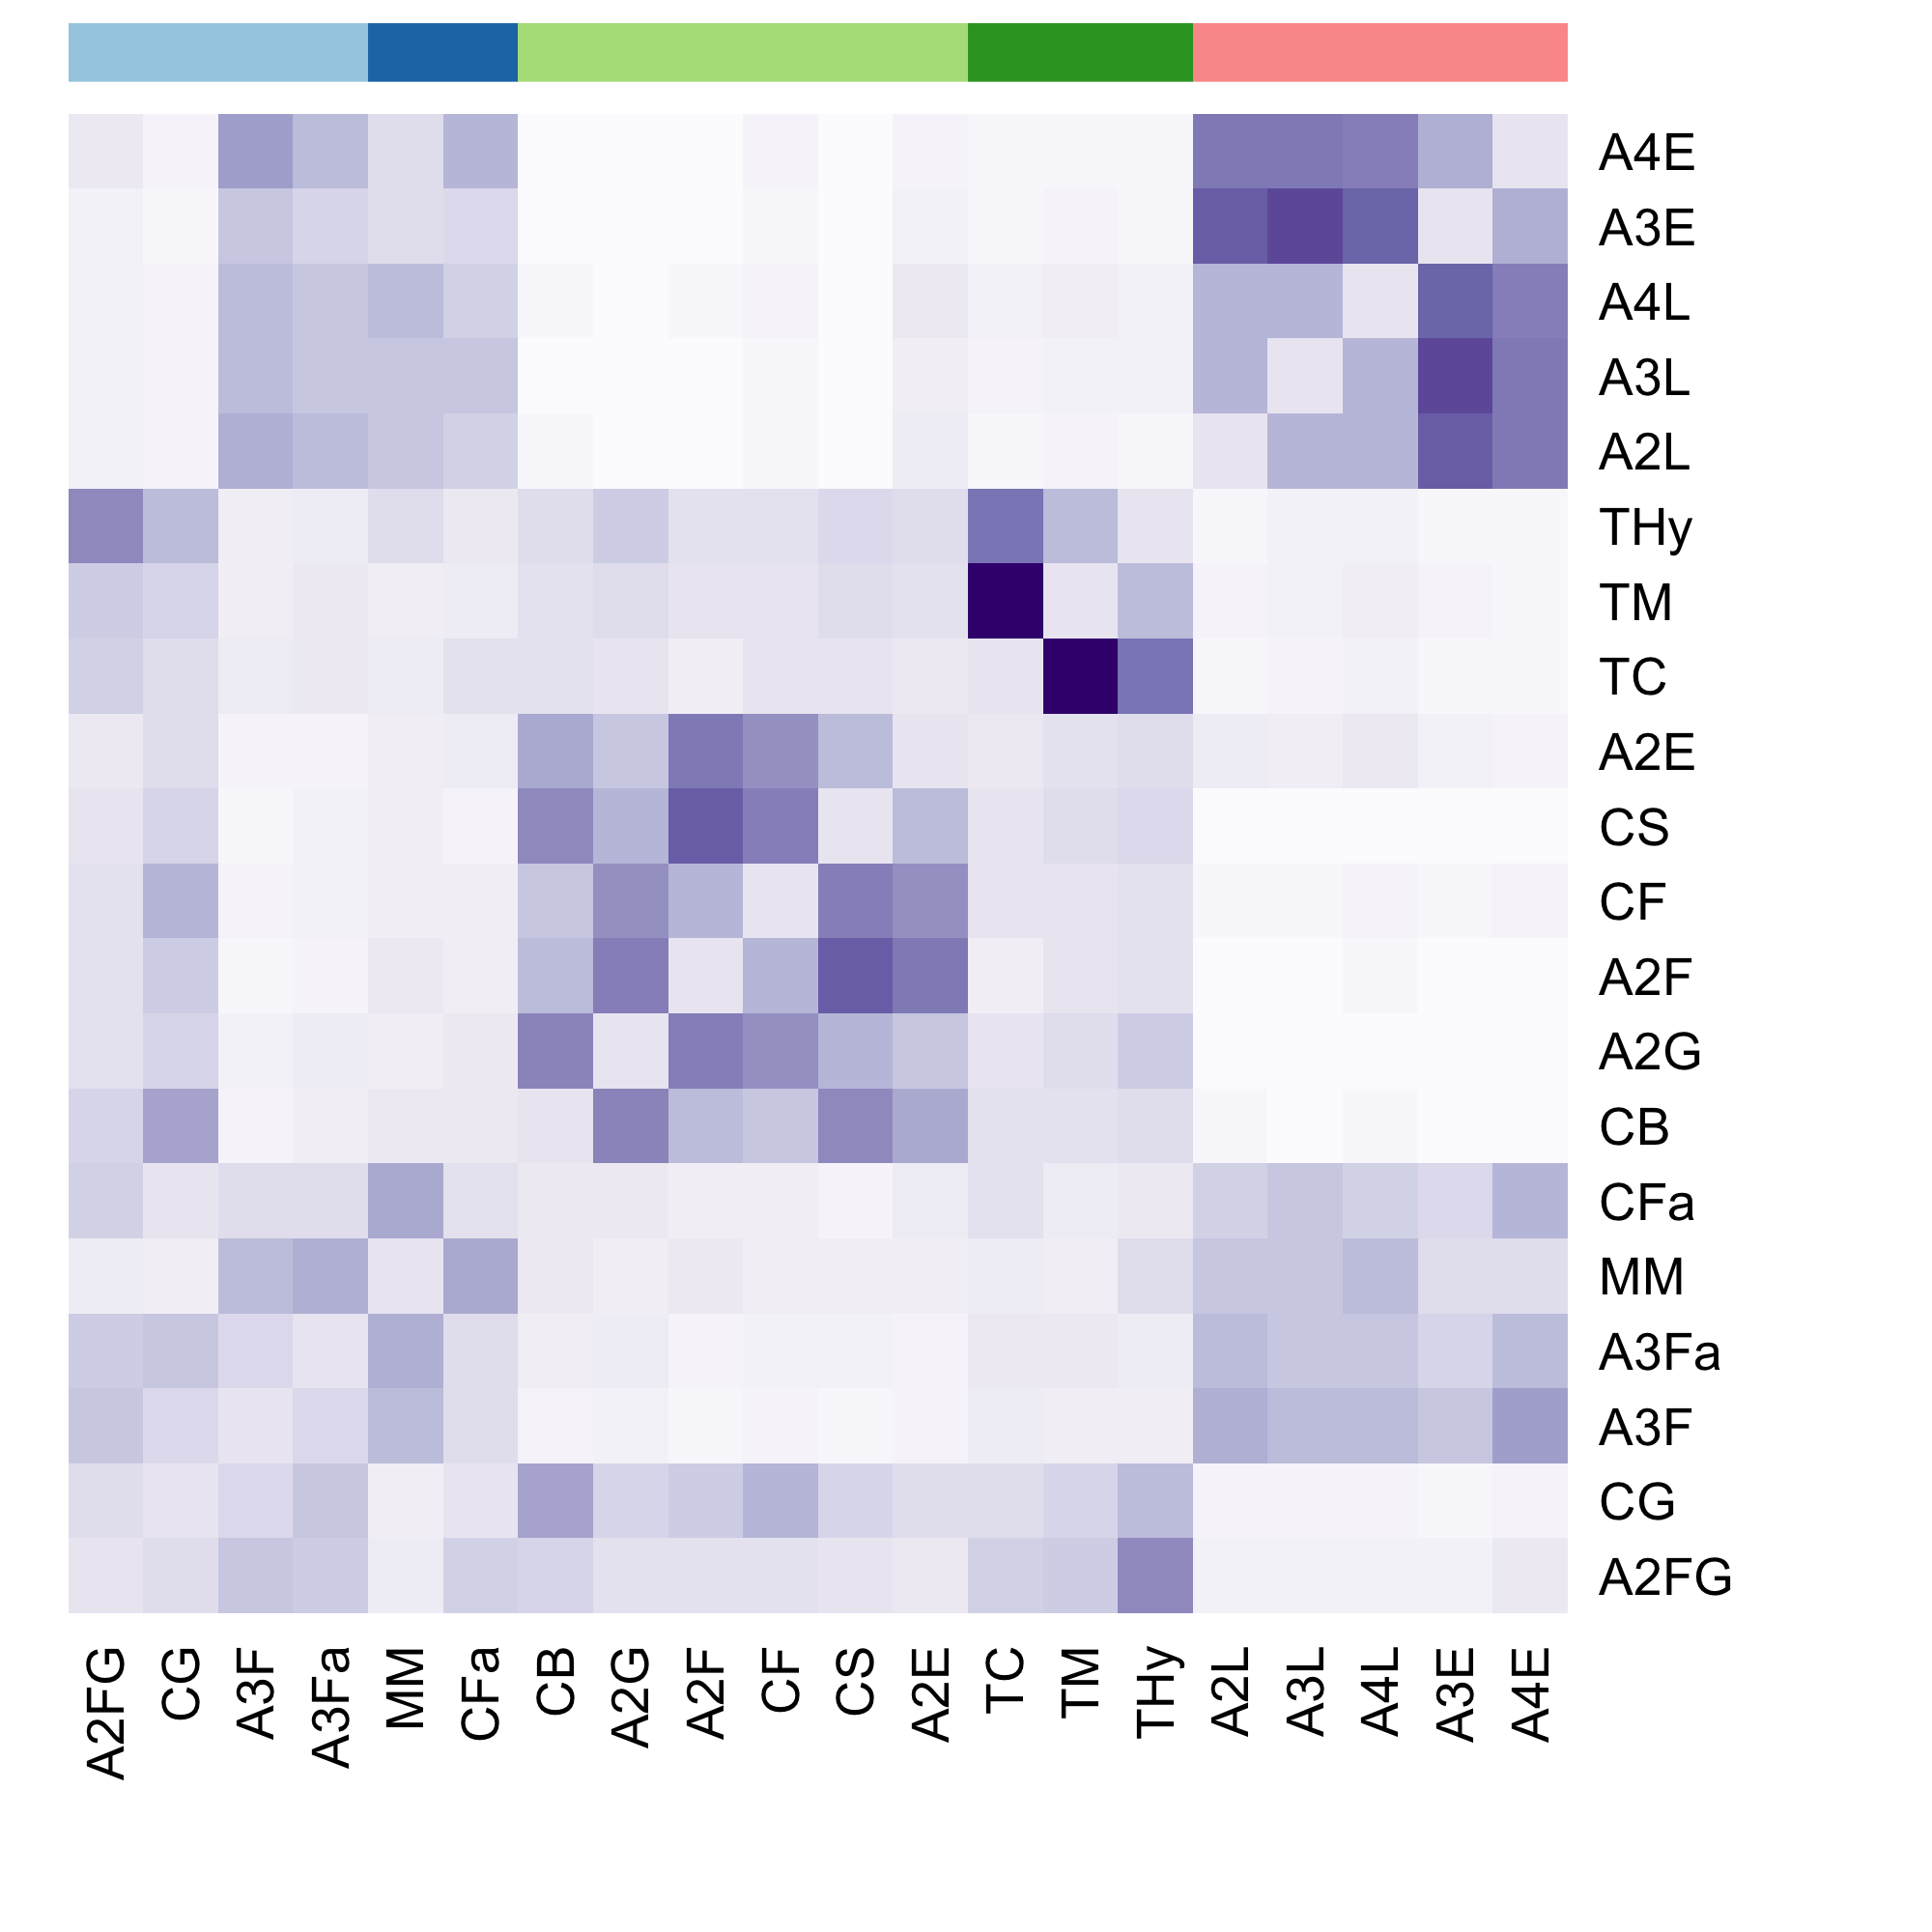 A4E
A3E
A4L
A3L
A2L
THy
TM
TC
A2E
CS
CF
A2F
A2G
CB
CFa
MM
A3Fa
A3F
CG
A2FG
A2FG
CG
A3F
A3Fa
MM
CFa
CB
A2G
A2F
CF
CS
A2E
TC
TM
THy
A2L
A3L
A4L
A3E
A4E